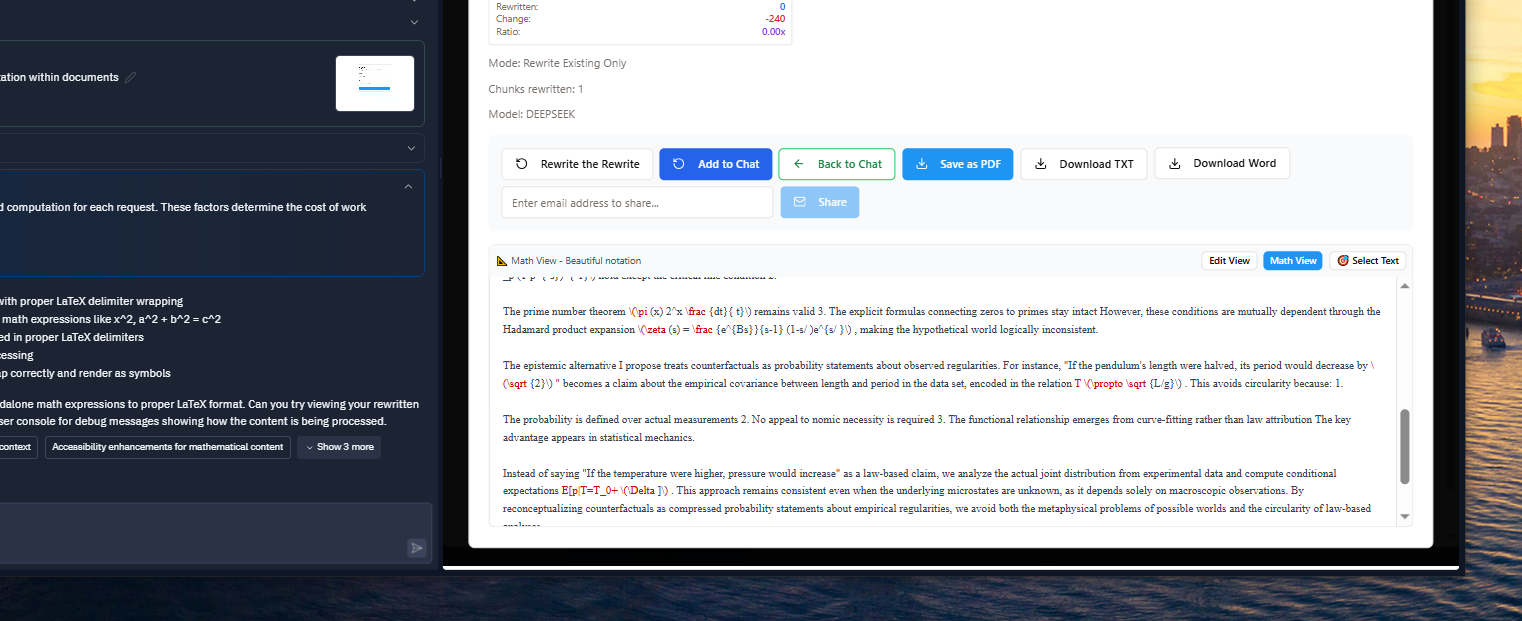 ation within documents
d computation for each request. These factors determine the cost of work
with proper LaTeX delimiter wrapping
math expressions like x^2, a^2 + b^2 = c^2
ed in proper LaTeX delimiters
cessing
ap correctly and render as symbols
dalone math expressions to proper LaTeX format. Can you try viewing your rewritten
ser console for debug messages showing how the content is being processed.
context
Accessibility enhancements for mathematical content
Show 3 more
Rewritten: 0
Change: -240
Ratio: 0.00x
Mode: Rewrite Existing Only
Chunks rewritten: 1
Model: DEEPSEEK
Rewrite the Rewrite
Add to Chat
Back to Chat
Save as PDF
Download TXT
Download Word
Enter email address to share...
Share
Math View - Beautiful notation
Edit View
Math View
Select Text
hold except the critical line condition 2.
The prime number theorem \(\pi (x) 2^x \frac {dt}{ t}\) remains valid 3. The explicit formulas connecting zeros to primes stay intact However, these conditions are mutually dependent through the
Hadamard product expansion \(\zeta (s) = \frac {e^{Bs}}{s-1} (1-s/ )e^{s/ }\) , making the hypothetical world logically inconsistent.
The epistemic alternative I propose treats counterfactuals as probability statements about observed regularities. For instance, "If the pendulum's length were halved, its period would decrease by \
(\sqrt {2}\) " becomes a claim about the empirical covariance between length and period in the data set, encoded in the relation T \(\propto \sqrt {L/g}\) . This avoids circularity because: 1.
The probability is defined over actual measurements 2. No appeal to nomic necessity is required 3. The functional relationship emerges from curve-fitting rather than law attribution The key
advantage appears in statistical mechanics.
Instead of saying "If the temperature were higher, pressure would increase" as a law-based claim, we analyze the actual joint distribution from experimental data and compute conditional
expectations E[p|T=T_0+ \(\Delta ]\) . This approach remains consistent even when the underlying microstates are unknown, as it depends solely on macroscopic observations. By
reconceptualizing counterfactuals as compressed probability statements about empirical regularities, we avoid both the metaphysical problems of possible worlds and the circularity of law-based